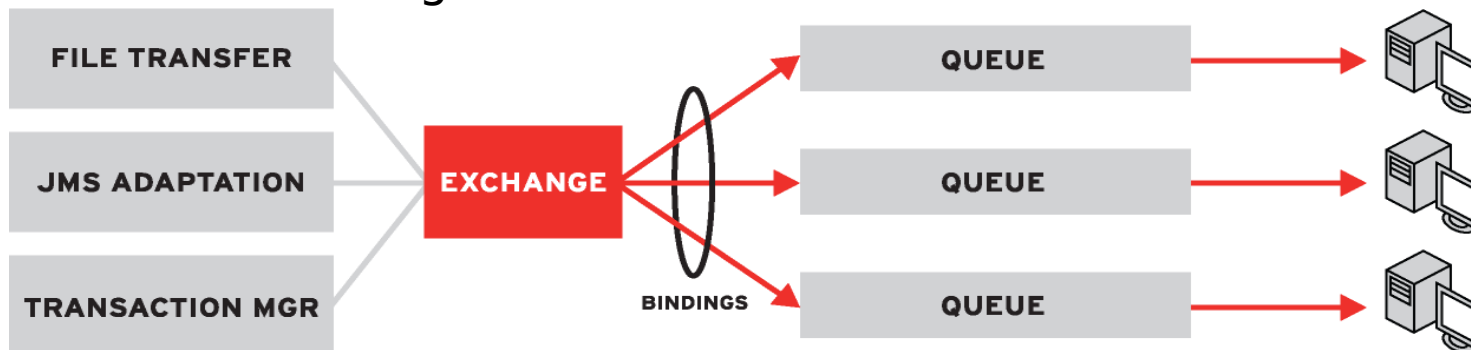 FILE TRANSFER
QUEUE
JMS ADAPTATION
EXCHANGE
QUEUE
TRANSACTION MGR
BINDINGS
QUEUE